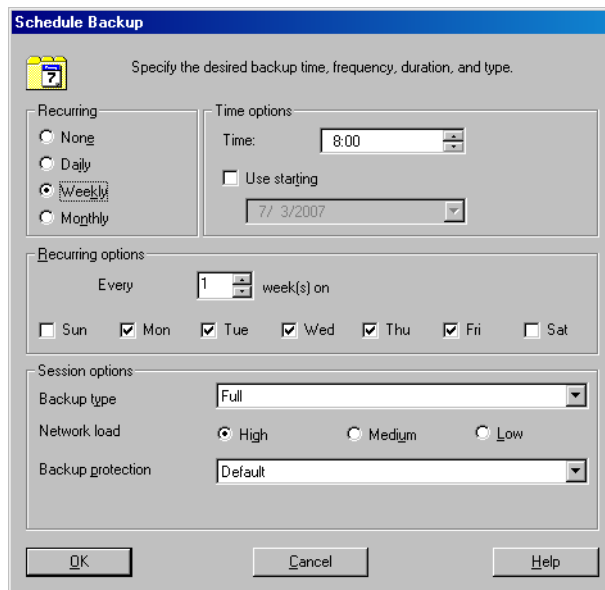 Schedule Backup
7
Specify the desired backup time, frequency, duration, and type.
Recurring
None
Daily
Weekly
Monthly
Time options
Time: 8:00
Use starting
7/ 3/2007
Recurring options
Every 1 week(s) on
Sun Mon Tue Wed Thu Fri Sat
Session options
Backup type Full
Network load High Medium Low
Backup protection Default
OK Cancel Help